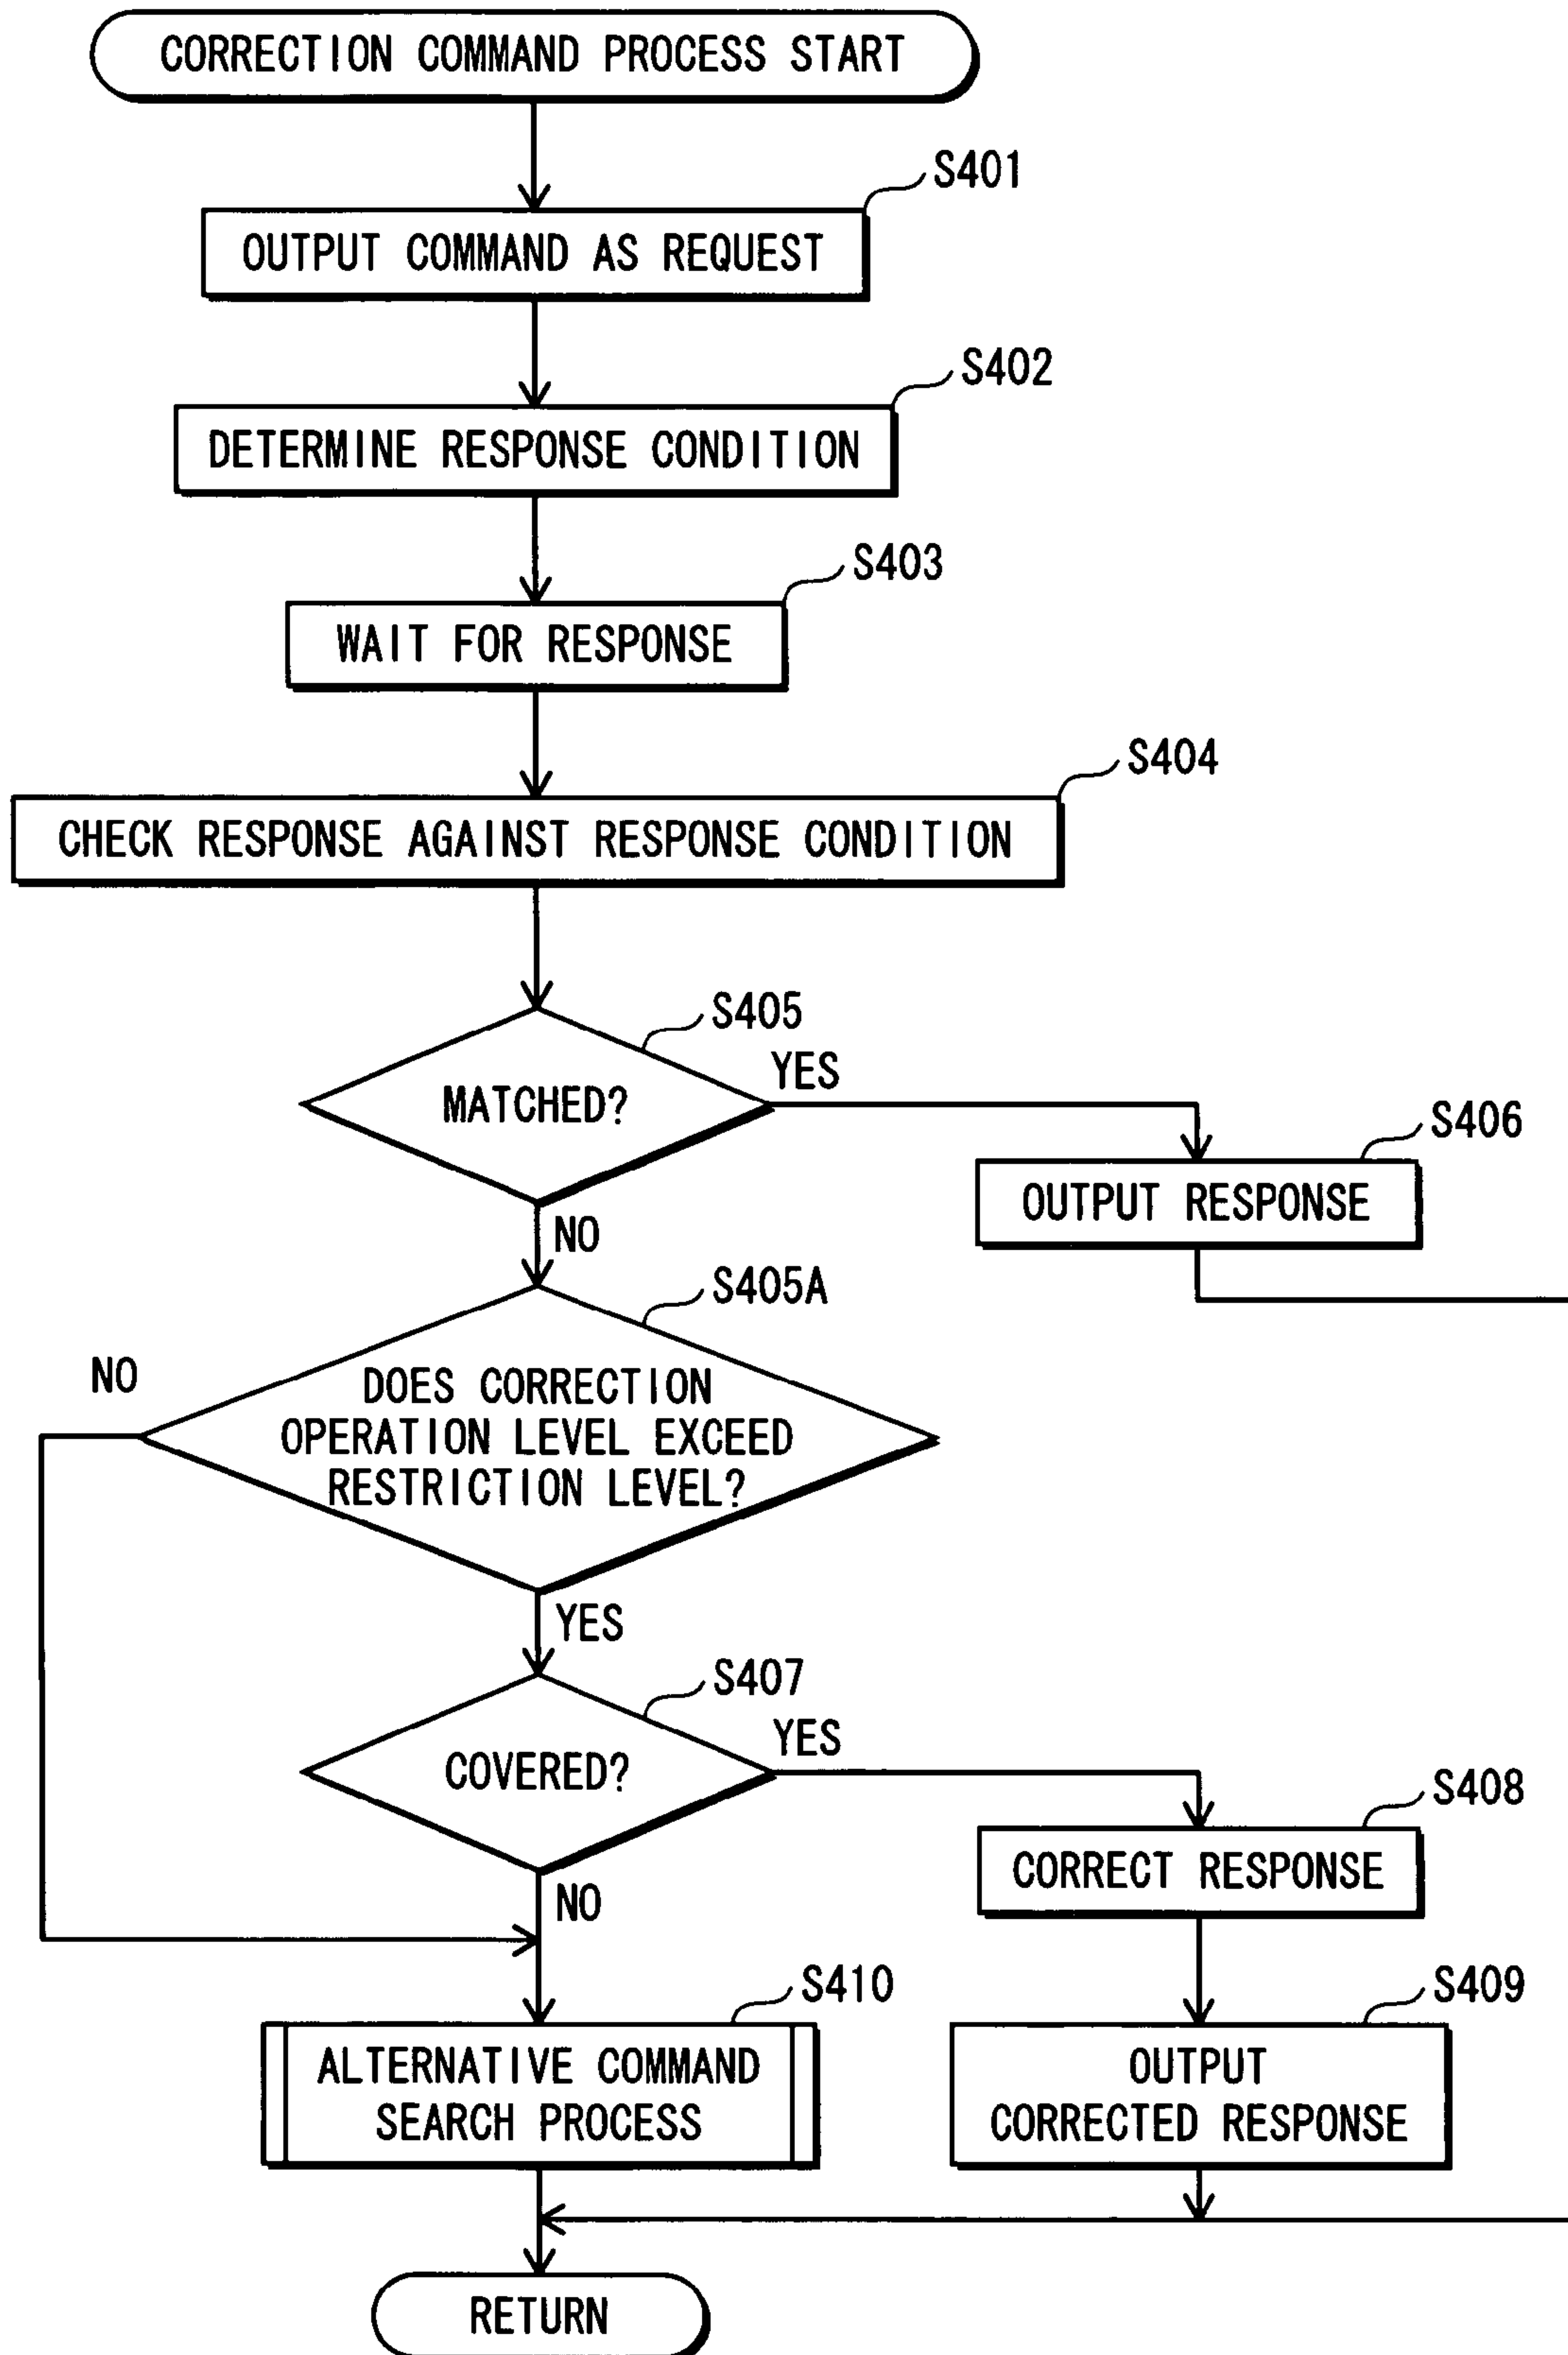 CORRECTION COMMAND PROCESS START
S401
OUTPUT COMMAND AS REQUEST
S402
DETERMINE RESPONSE CONDITION
S403
WAIT FOR RESPONSE
S404
CHECK RESPONSE AGAINST RESPONSE CONDITION
S405
MATCHED?
YES
S406
OUTPUT RESPONSE
NO
S405A
NO
DOES CORRECTION
OPERATION LEVEL EXCEED
RESTRICTION LEVEL?
YES
S407
COVERED?
YES
S408
CORRECT RESPONSE
NO
S410
ALTERNATIVE COMMAND
SEARCH PROCESS
S409
OUTPUT
CORRECTED RESPONSE
RETURN